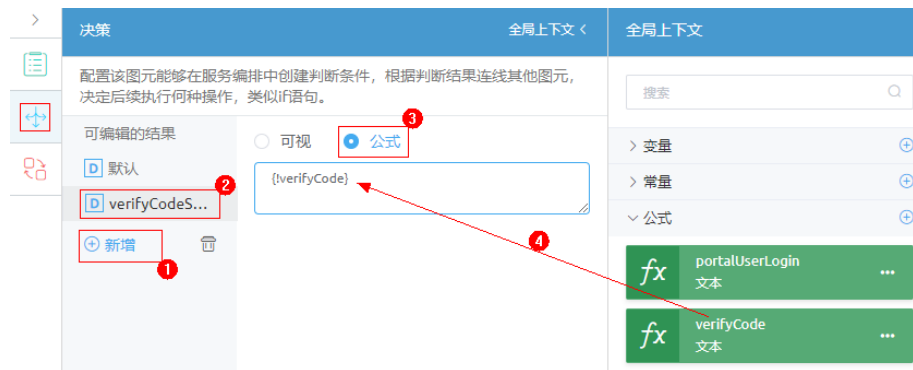 决策
全局上下文
全局上下文
配置该图元能够在服务编排中创建判断条件，根据判断结果连线其他图元，
决定后续执行何种操作，类似if语句。
搜索
可编辑的结果
3
可视
公式
变量
D 默认
{!verifyCode}
常量
2
D verifyCodeS...
公式
新增
4
1
fx
portalUserLogin
文本
fx
verifyCode
文本